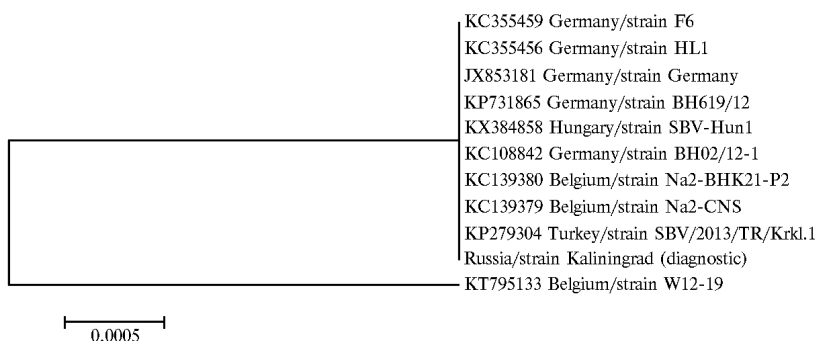 KC355459 Germany/strain F6
KC355456 Germany/strain HL1
JX853181 Germany/strain Germany
KP731865 Germany/strain BH619/12
KX384858 Hungary/strain SBV-Hun1
KC108842 Germany/strain BH02/12-1
KC139380 Belgium/strain Na2-BHK21-P2
KC139379 Belgium/strain Na2-CNS
KP279304 Turkey/strain SBV/2013/TR/Krkl.1
Russia/strain Kaliningrad (diagnostic)
KT795133 Belgium/strain W12-19
0.0005